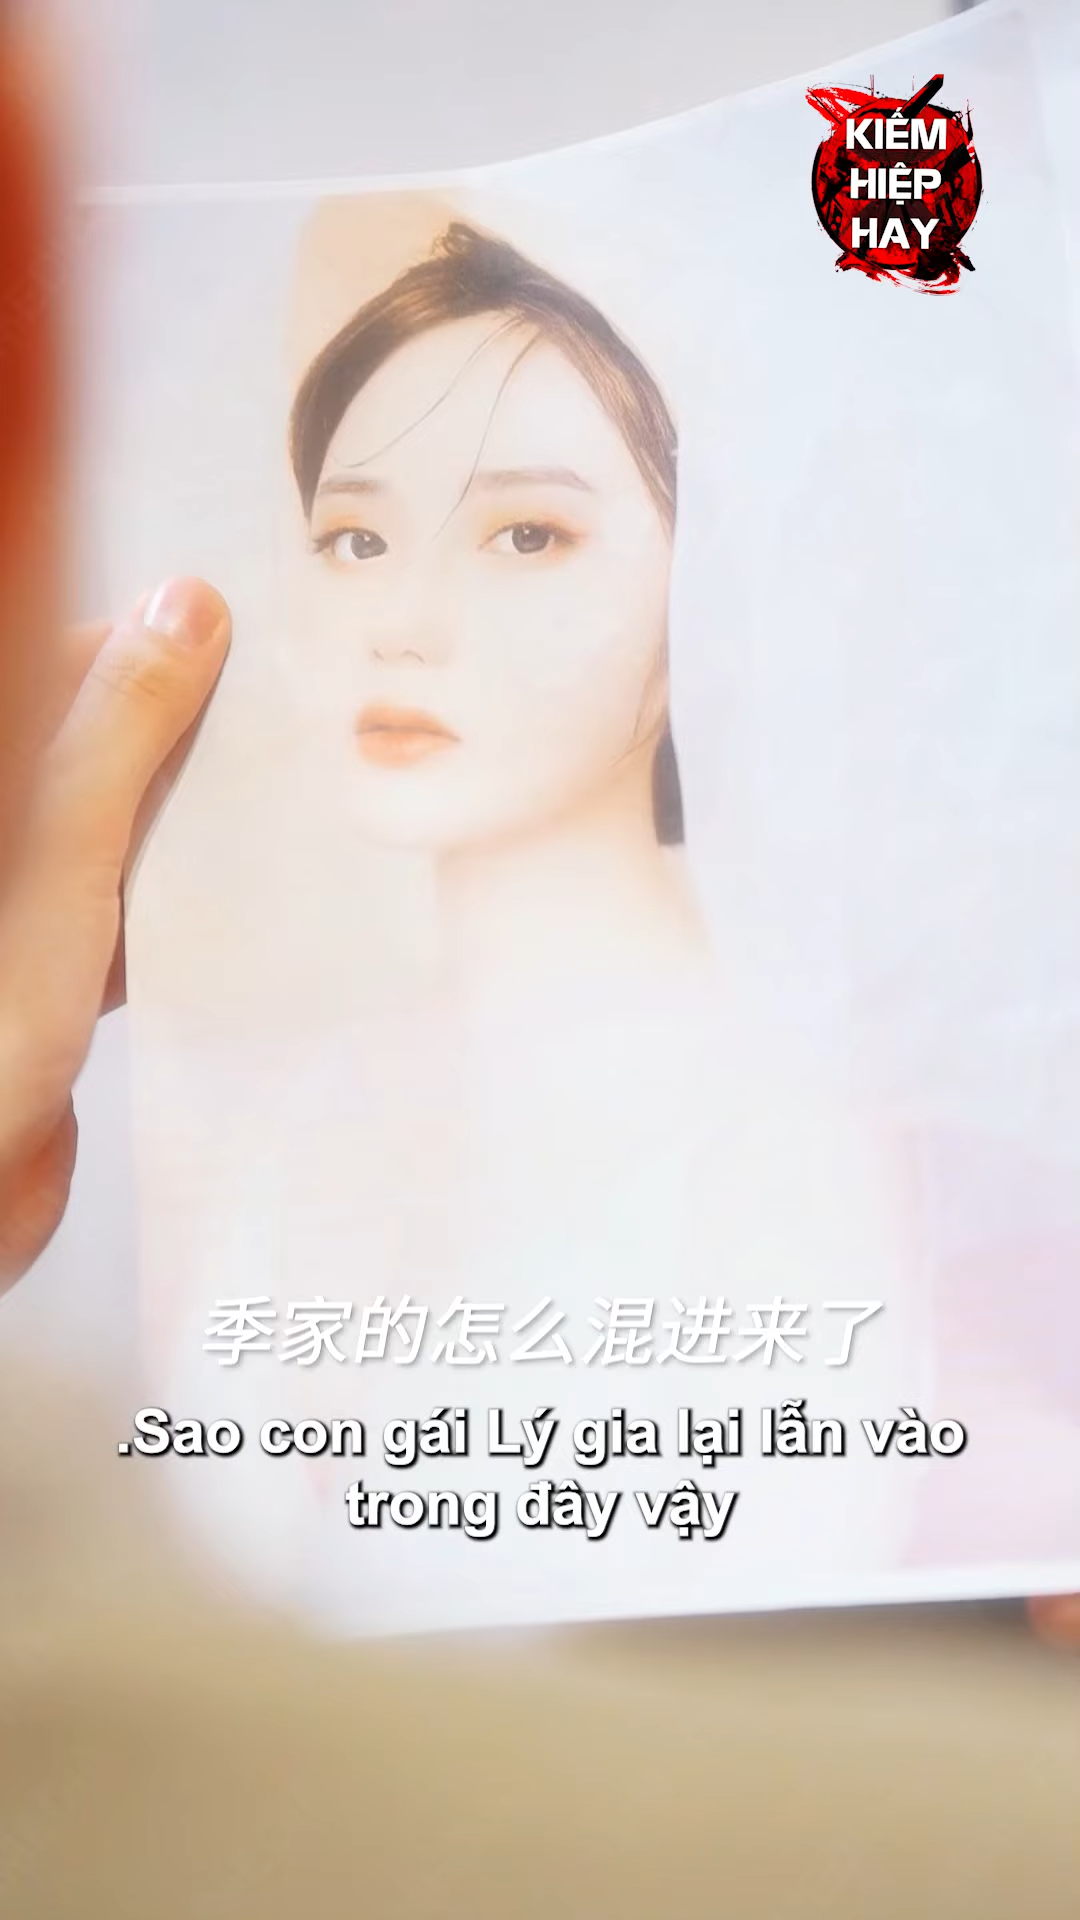 KIẾM
HIỆP
HAY
季家的怎么混进来了
.Sao con gái Lý gia lại lẫn vào
trong đây vậy